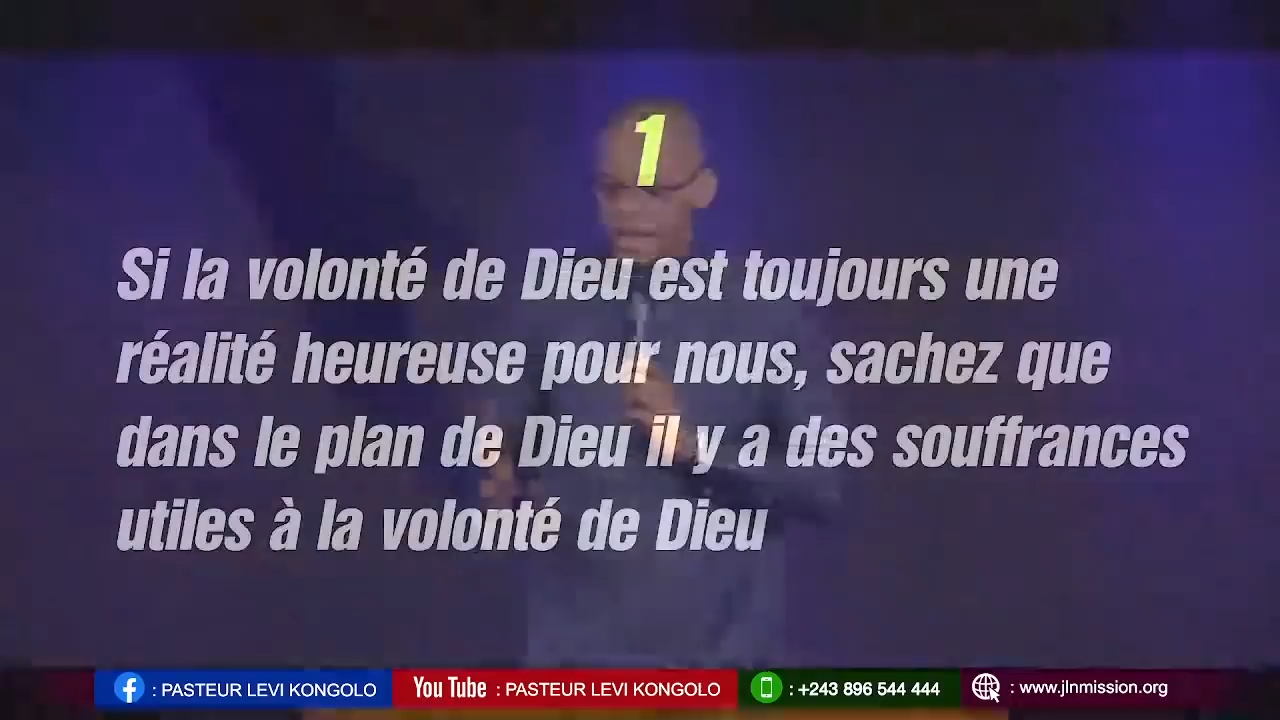 1
Si la volonté de Dieu est toujours une
réalité heureuse pour nous, sachez que
dans le plan de Dieu il y a des souffrances
utiles à la volonté de Dieu
: PASTEUR LEVI KONGOLO You Tube : PASTEUR LEVI KONGOLO : +243 896 544 444 : www.jlnmission.org